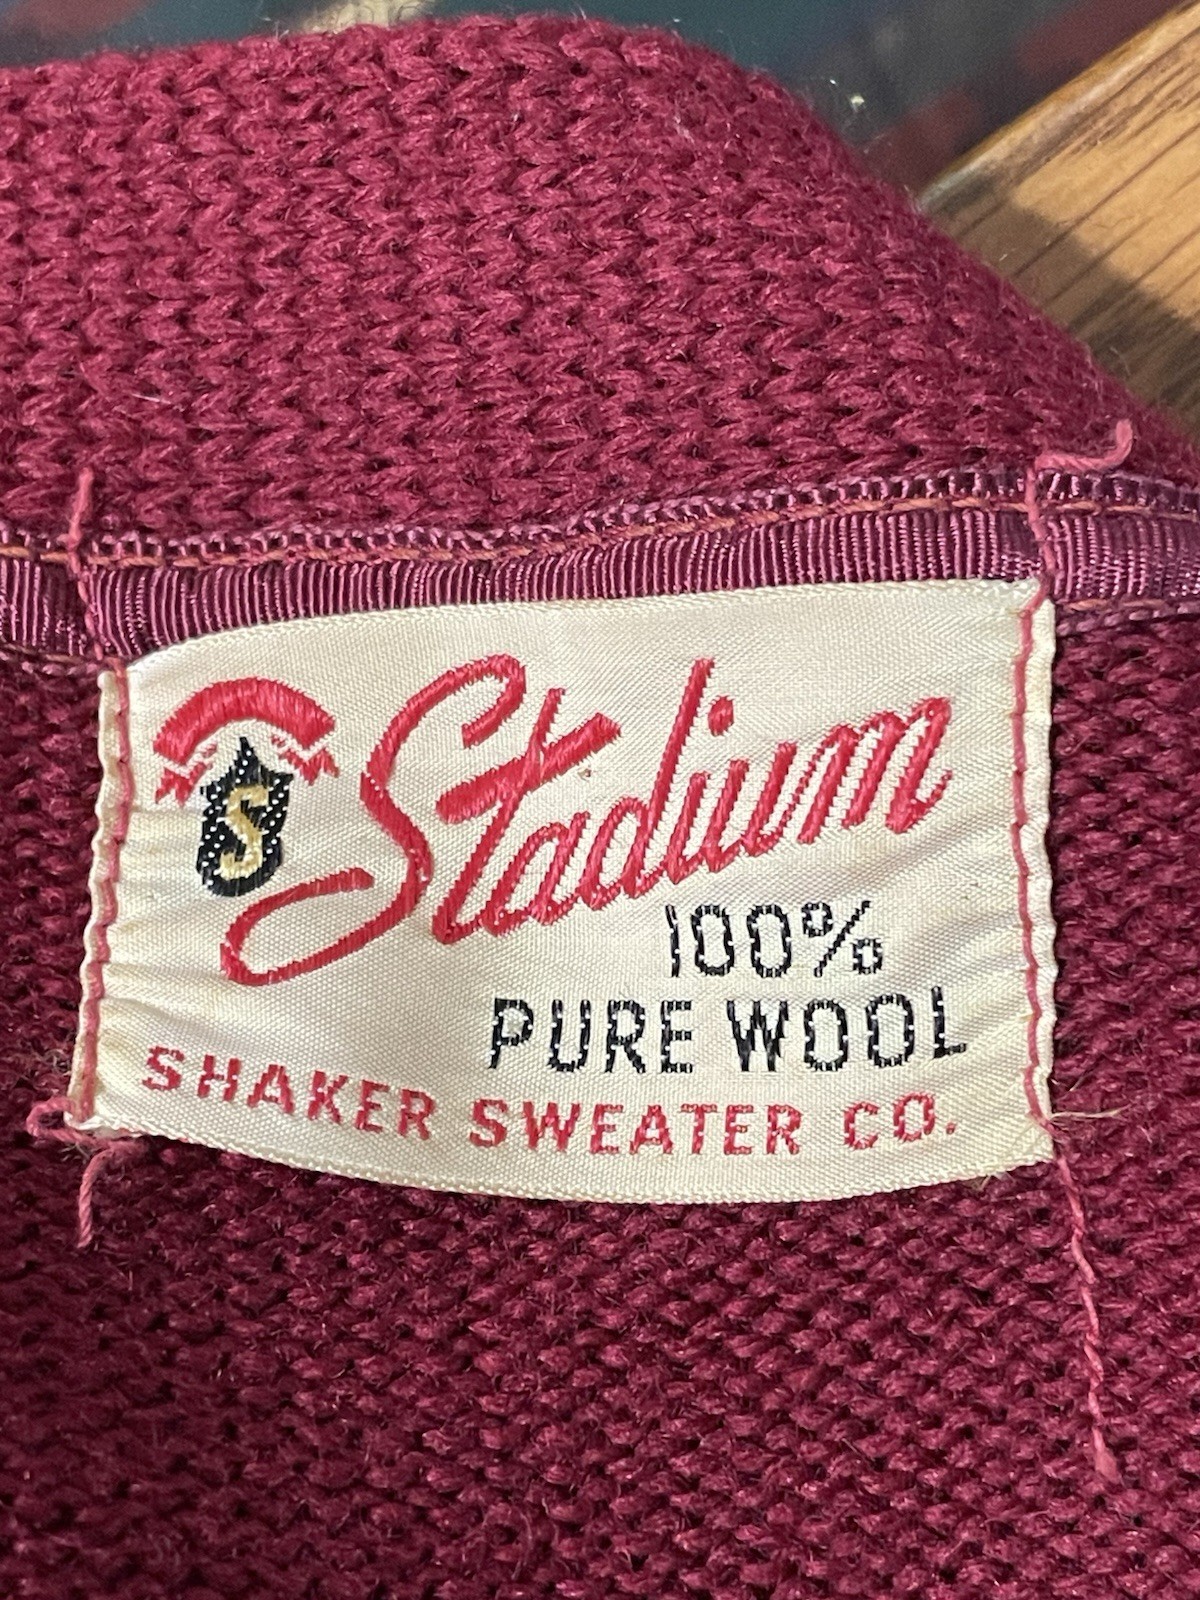 S
Stadium
100%
PURE WOOL
SHAKER SWEATER CO.